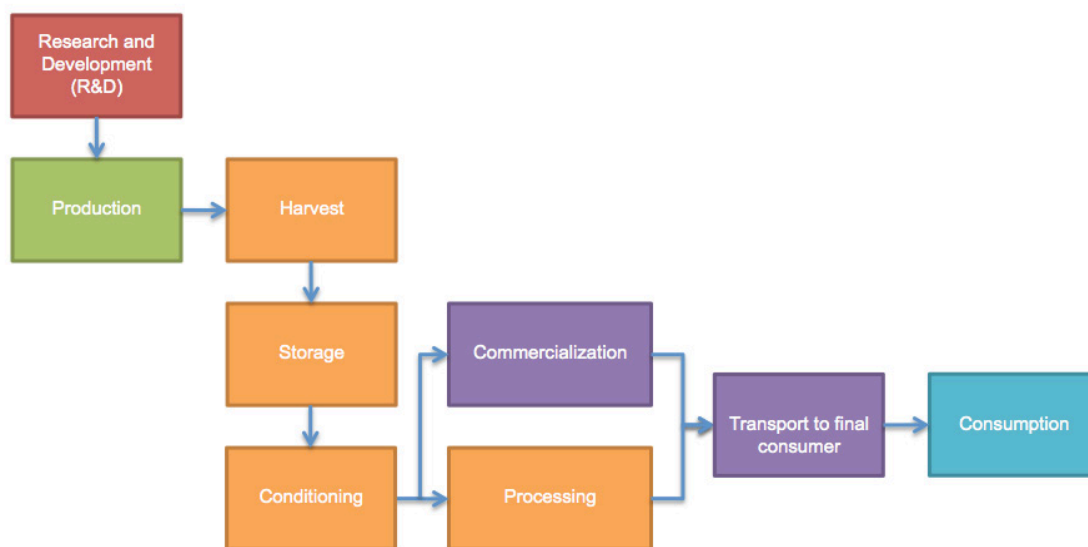 Research and
Development
(R&D)
Production
Harvest
Storage
Commercialization
Transport to final
consumer
Consumption
Conditioning
Processing